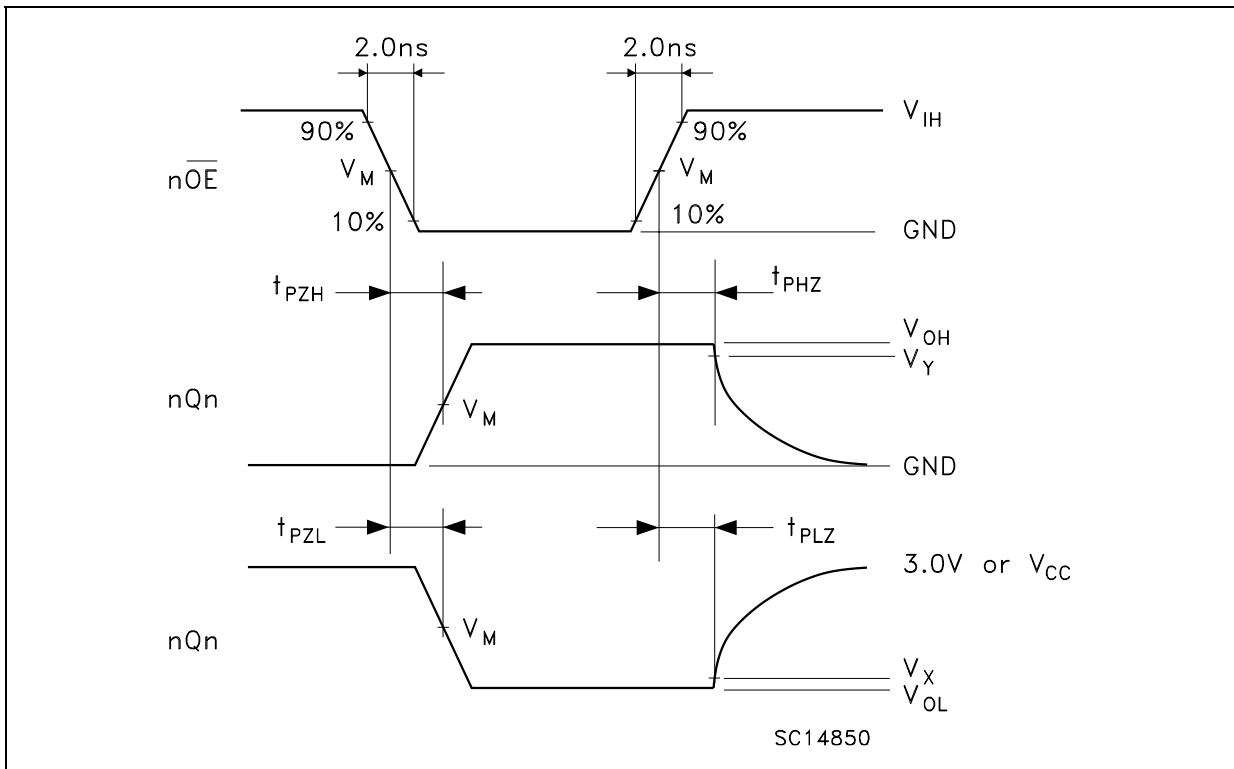 2.0ns 2.0ns
V_IH
90% 90%
nO̅E̅ V_M V_M
10% 10%
GND
t_PZH t_PHZ
V_OH
V_Y
nQn V_M
GND
t_PZL t_PLZ
3.0V or V_CC
nQn V_M
V_X
V_OL
SC14850